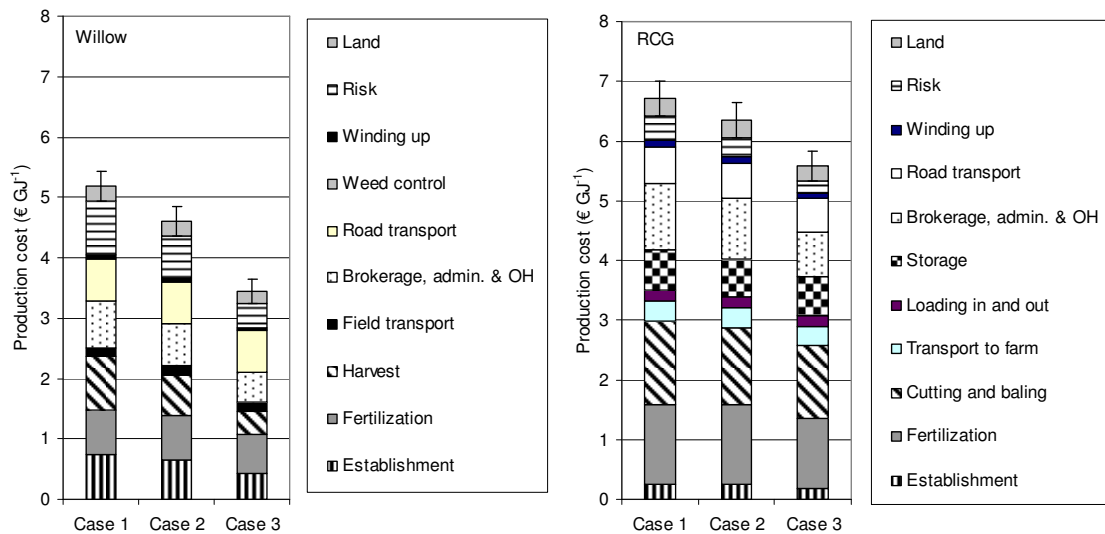 Production cost (€ GJ-1)
8
7
6
5
4
3
2
1
0
Willow
Case 1 Case 2 Case 3
Land
Risk
Winding up
Weed control
Road transport
Brokerage, admin. & OH
Field transport
Harvest
Fertilization
Establishment
Production cost (€ GJ-1)
8
7
6
5
4
3
2
1
0
RCG
Case 1 Case 2 Case 3
Land
Risk
Winding up
Road transport
Brokerage, admin. & OH
Storage
Loading in and out
Transport to farm
Cutting and baling
Fertilization
Establishment